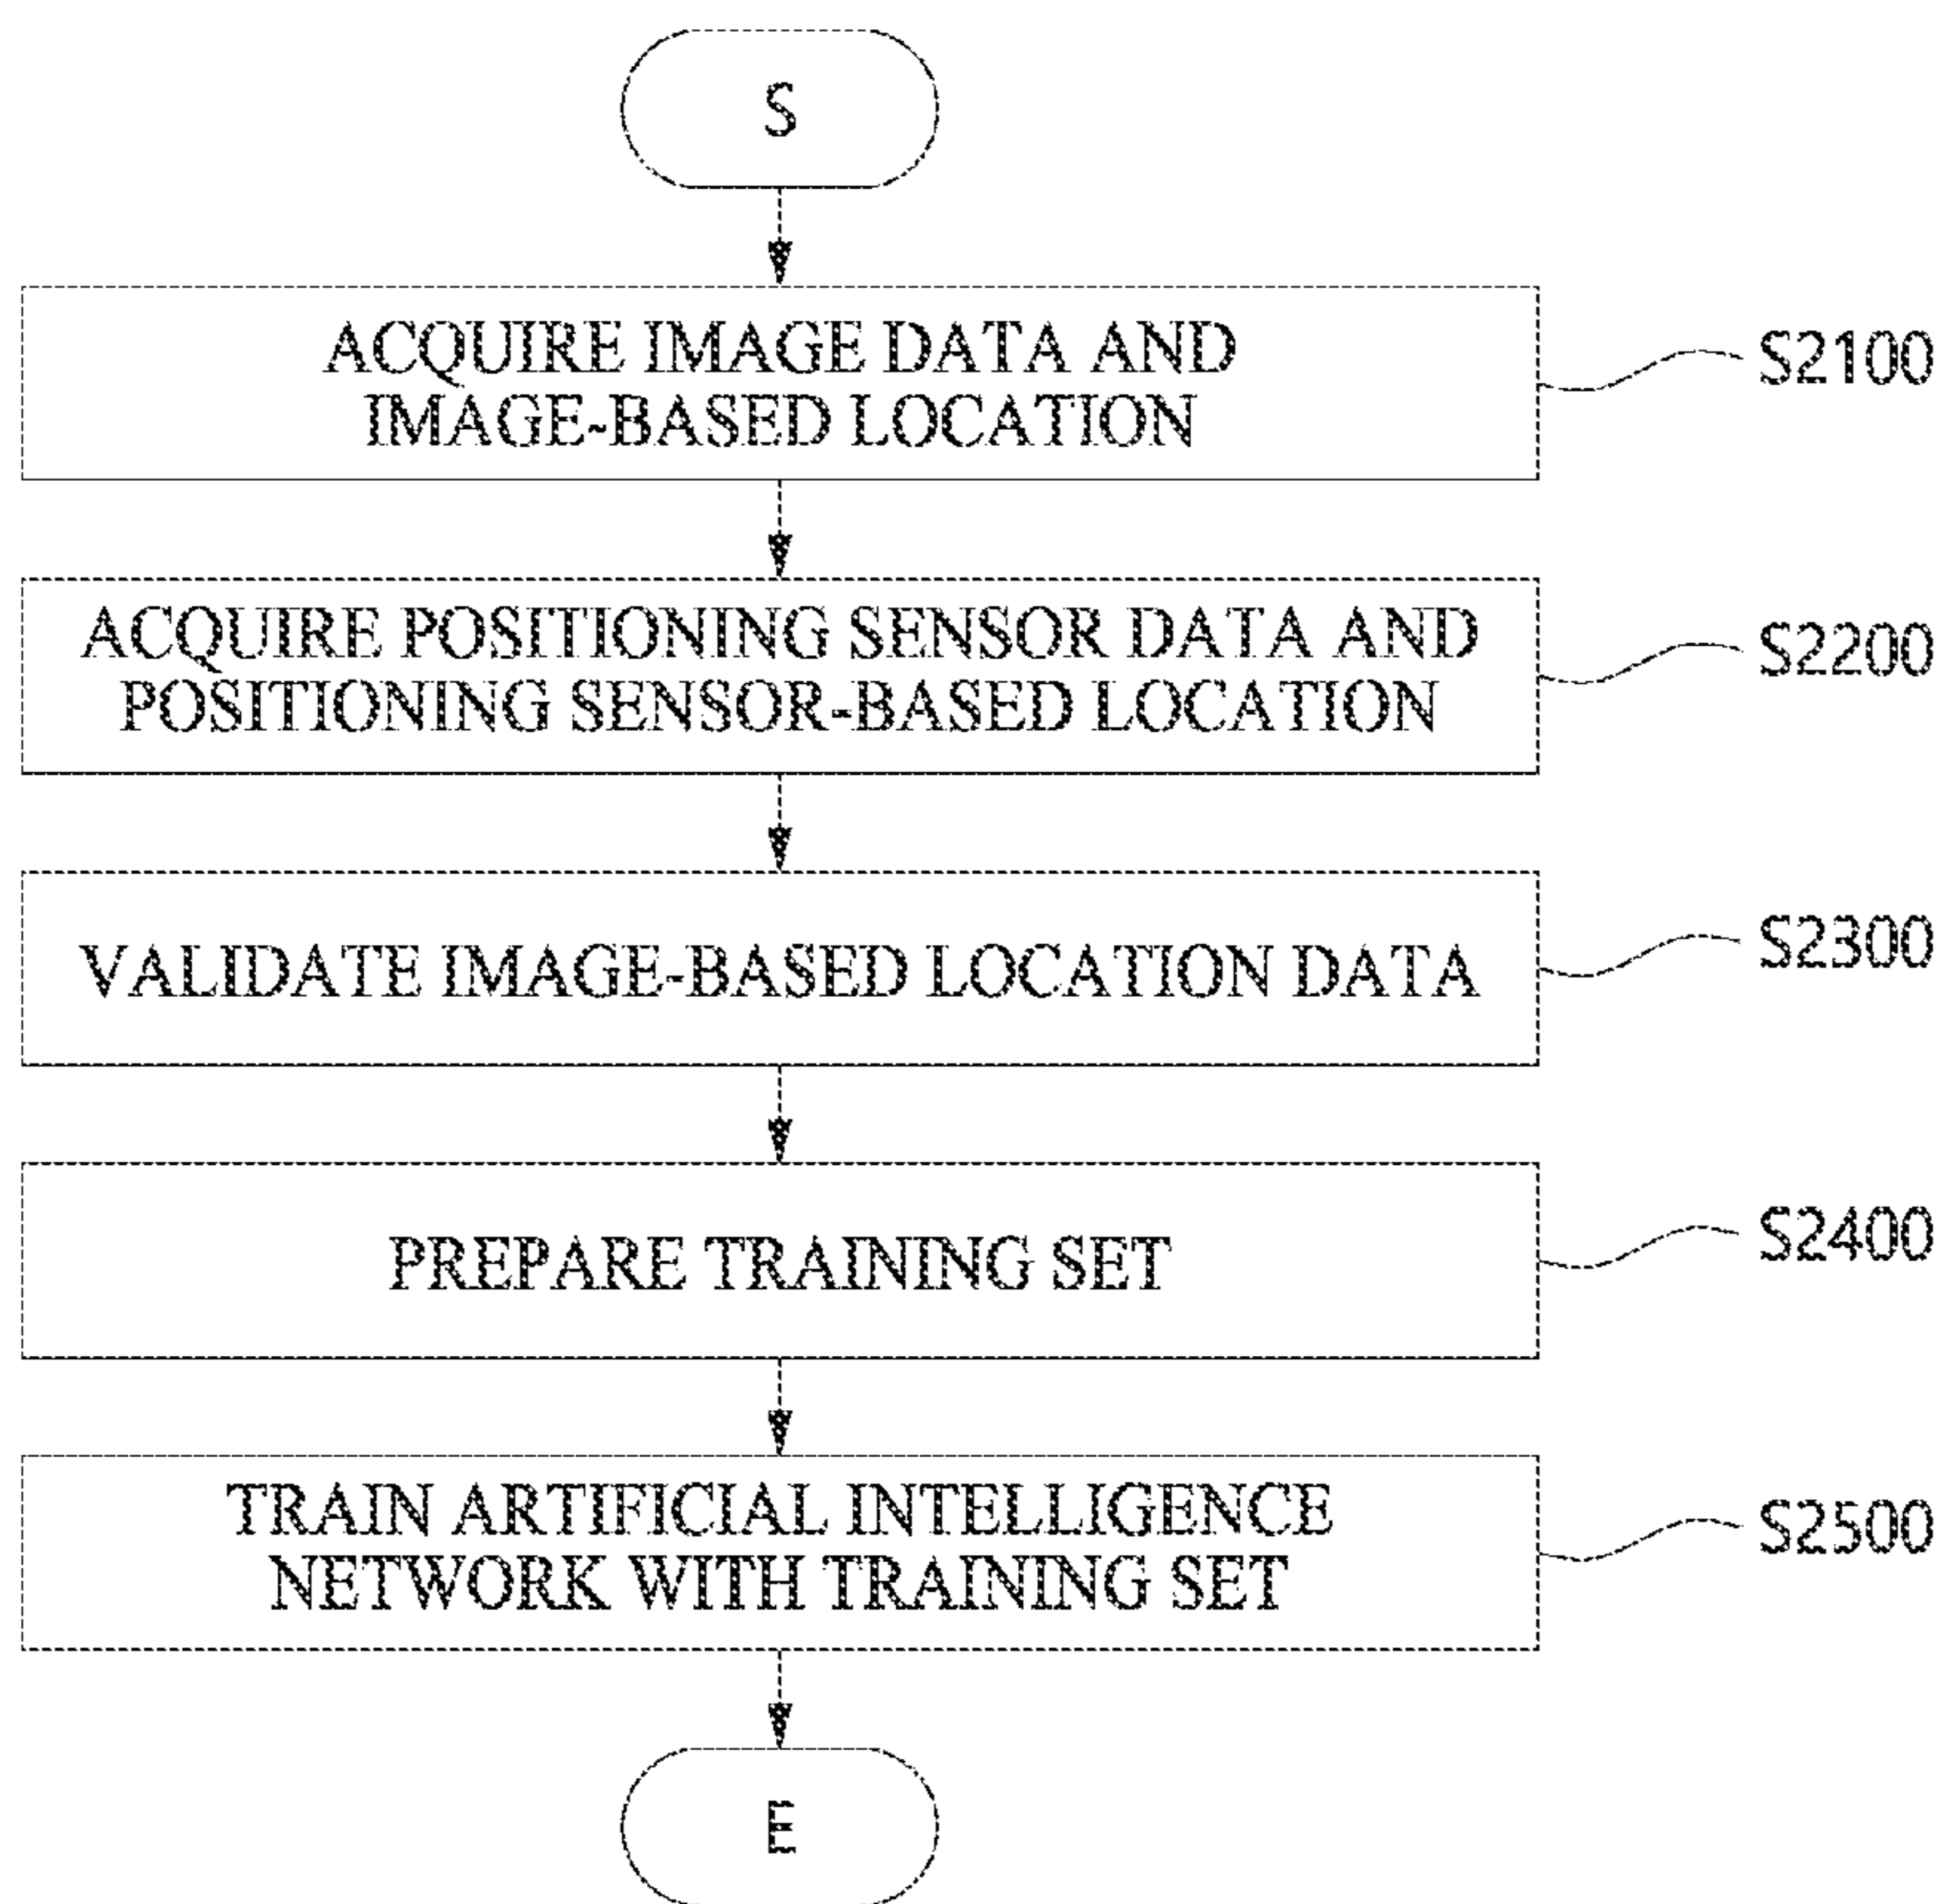 S
ACQUIRE IMAGE DATA AND
IMAGE-BASED LOCATION
S2100
ACQUIRE POSITIONING SENSOR DATA AND
POSITIONING SENSOR-BASED LOCATION
S2200
VALIDATE IMAGE-BASED LOCATION DATA
S2300
PREPARE TRAINING SET
S2400
TRAIN ARTIFICIAL INTELLIGENCE
NETWORK WITH TRAINING SET
S2500
E